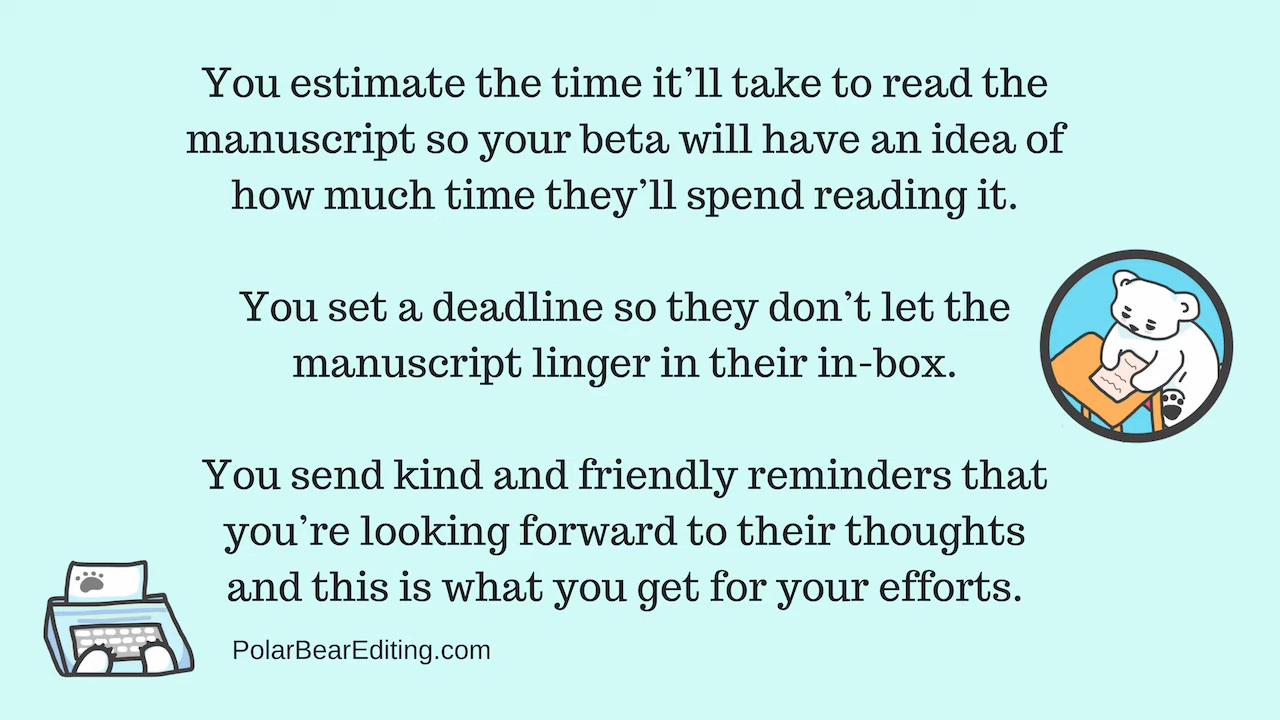 You estimate the time it’ll take to read the
manuscript so your beta will have an idea of
how much time they’ll spend reading it.
You set a deadline so they don’t let the
manuscript linger in their in-box.
You send kind and friendly reminders that
you’re looking forward to their thoughts
and this is what you get for your efforts.
PolarBearEditing.com